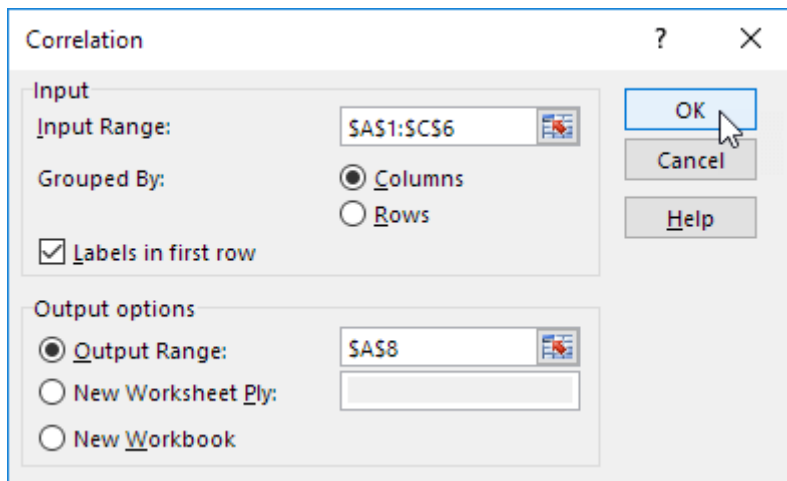 Correlation ?
Input
Input Range: $A$1:$C$6
Grouped By: Columns
Rows
Labels in first row
OK
Cancel
Help
Output options
Output Range: $A$8
New Worksheet Ply:
New Workbook